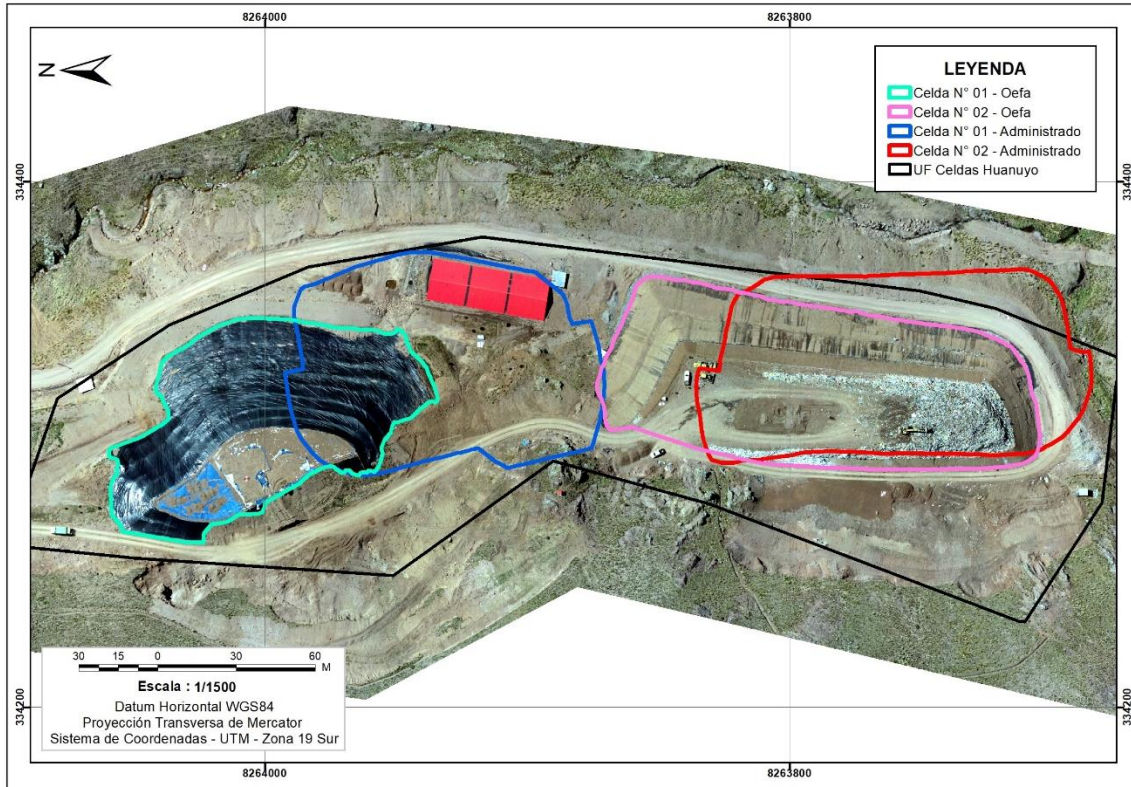 8264000
8263800
N
LEYENDA
Celda N° 01 - Oefa
Celda N° 02 - Oefa
Celda N° 01 - Administrado
Celda N° 02 - Administrado
UF Celdas Huanuyo
334400
334400
30 15 0 30 60
M
Escala : 1/1500
Datum Horizontal WGS84
Proyección Transversa de Mercator
Sistema de Coordenadas - UTM - Zona 19 Sur
334200
334200
8264000
8263800